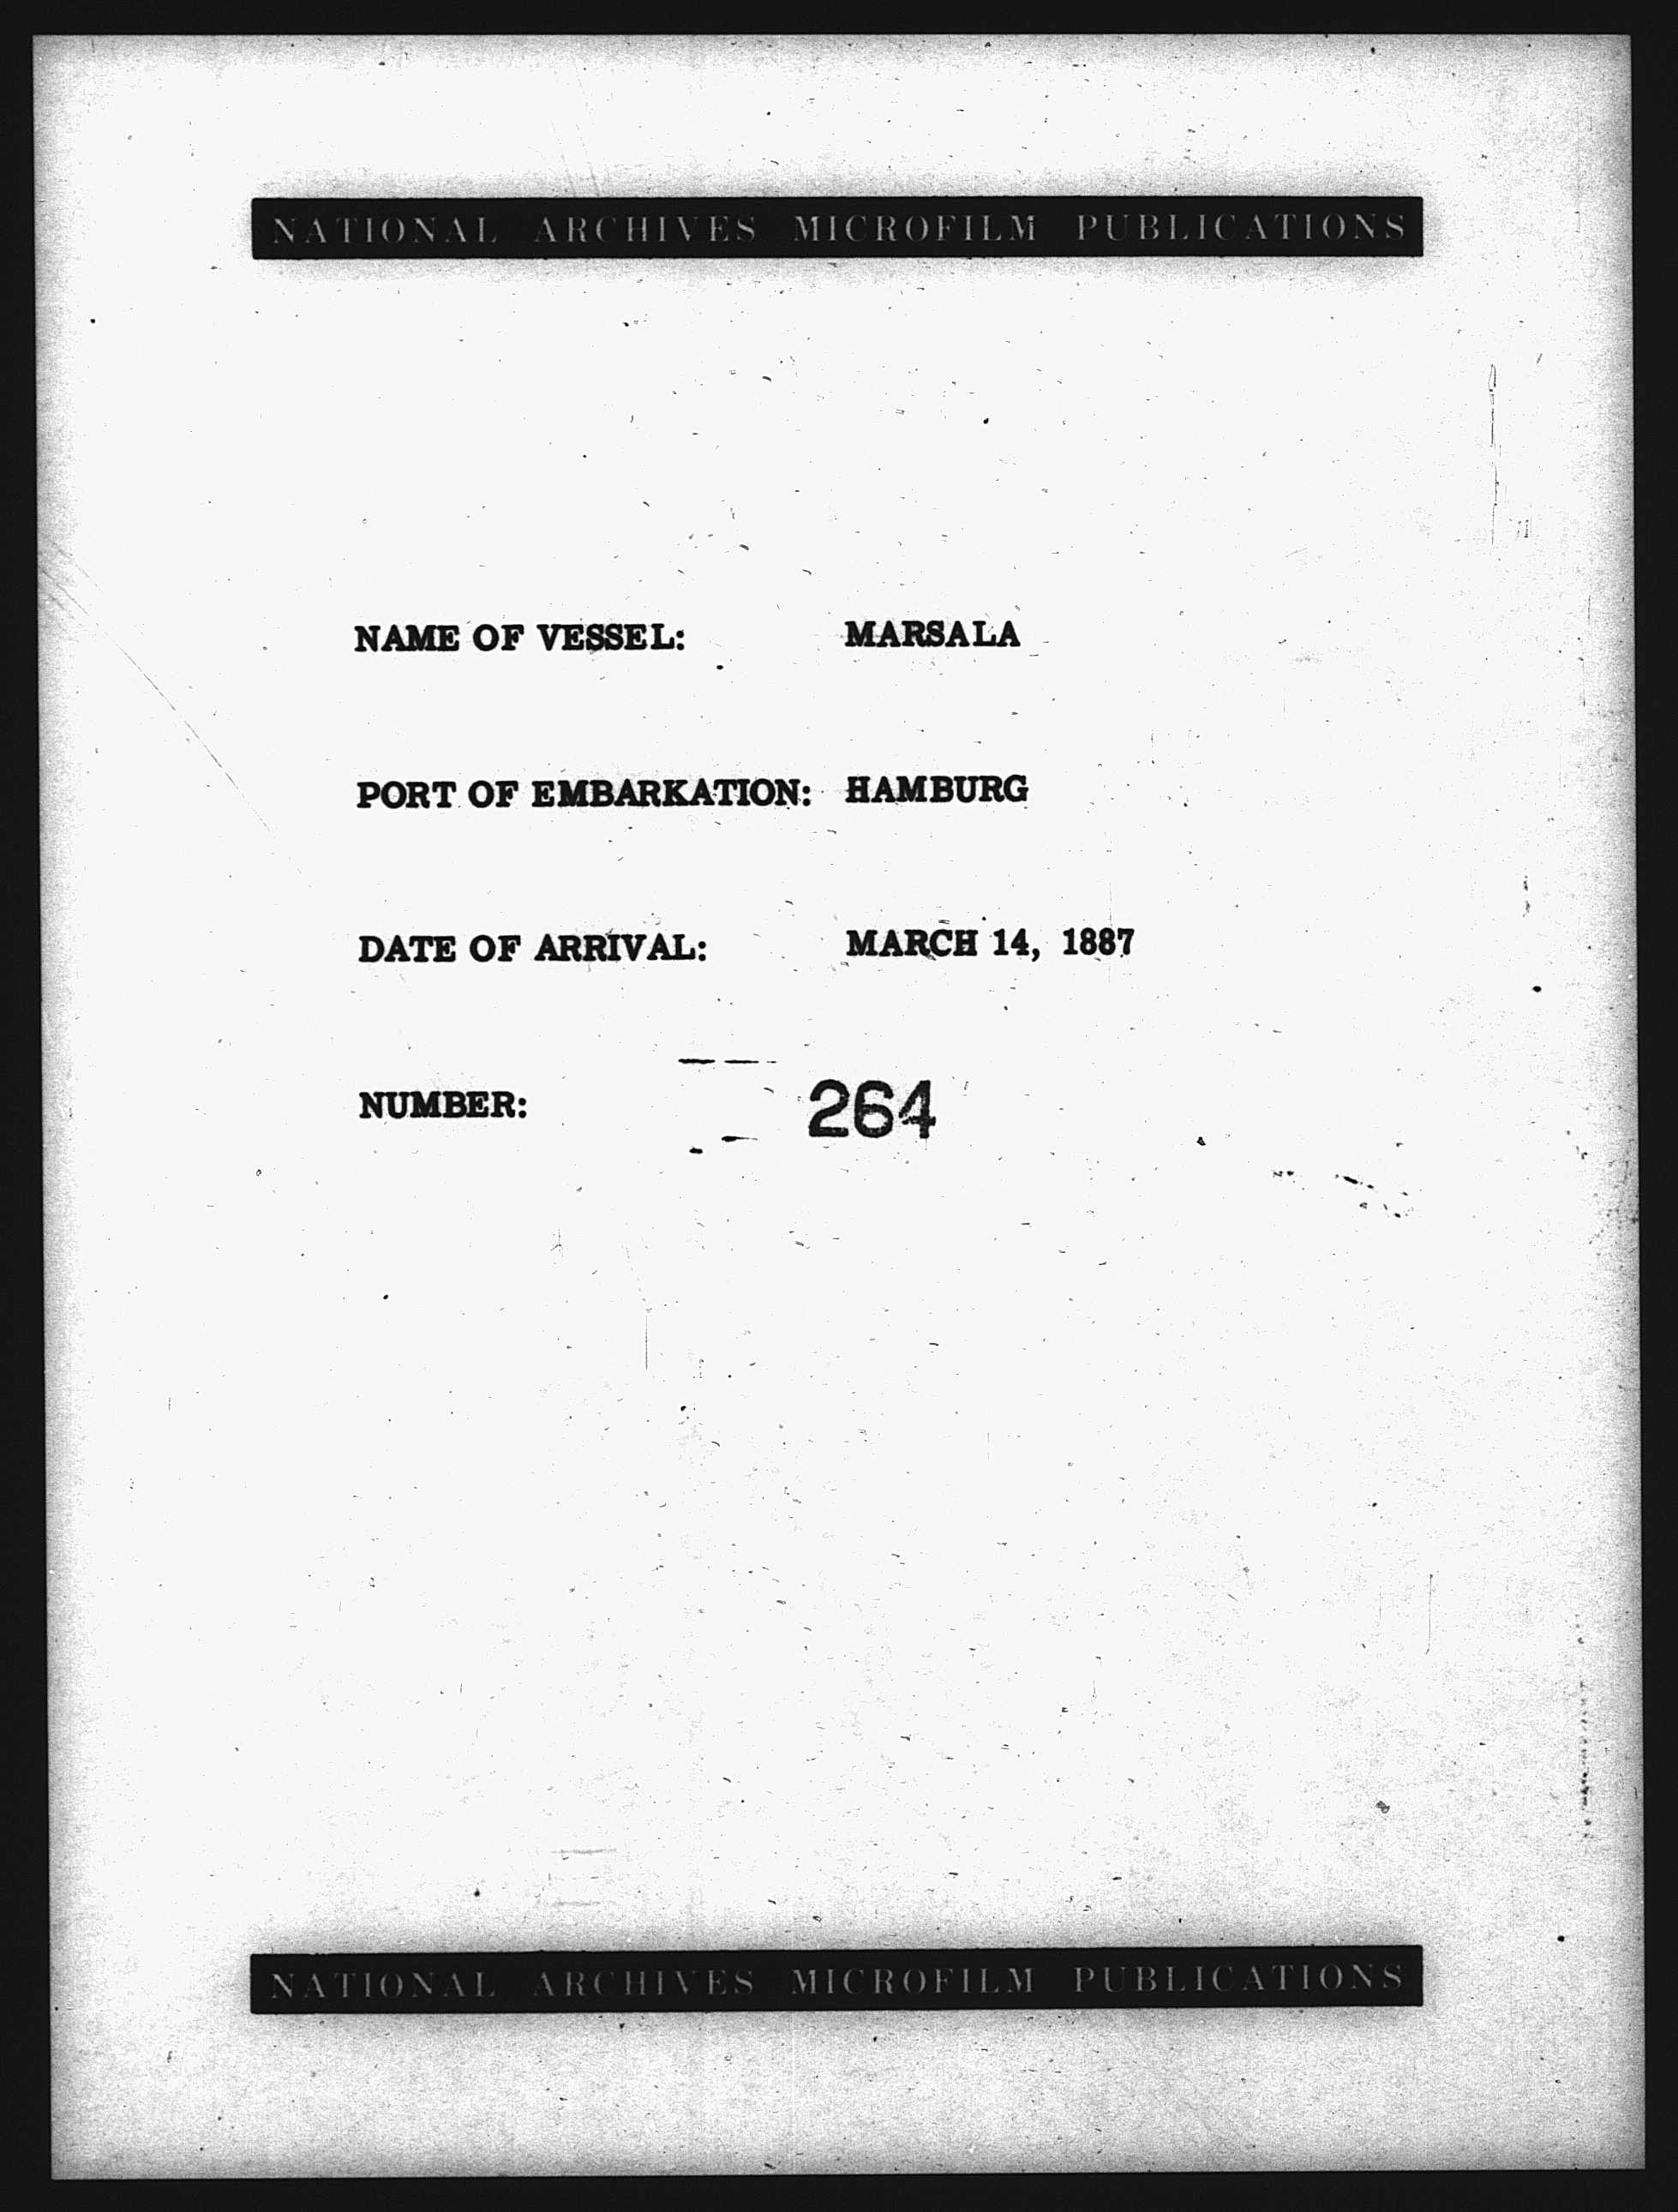 NATIONAL ARCHIVES MICROFILM PUBLICATIONS
NAME OF VESSEL: MARSALA
PORT OF EMBARKATION: HAMBURG
DATE OF ARRIVAL: MARCH 14, 1887
NUMBER: 264
NATIONAL ARCHIVES MICROFILM PUBLICATIONS